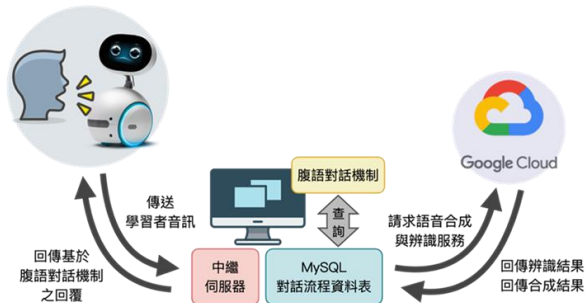 傳送
學習者音訊
回傳基於
腹語對話機制
之回覆
腹語對話機制
查
詢
中繼
伺服器
MySQL
對話流程資料表
Google Cloud
請求語音合成
與辨識服務
回傳辨識結果
回傳合成結果